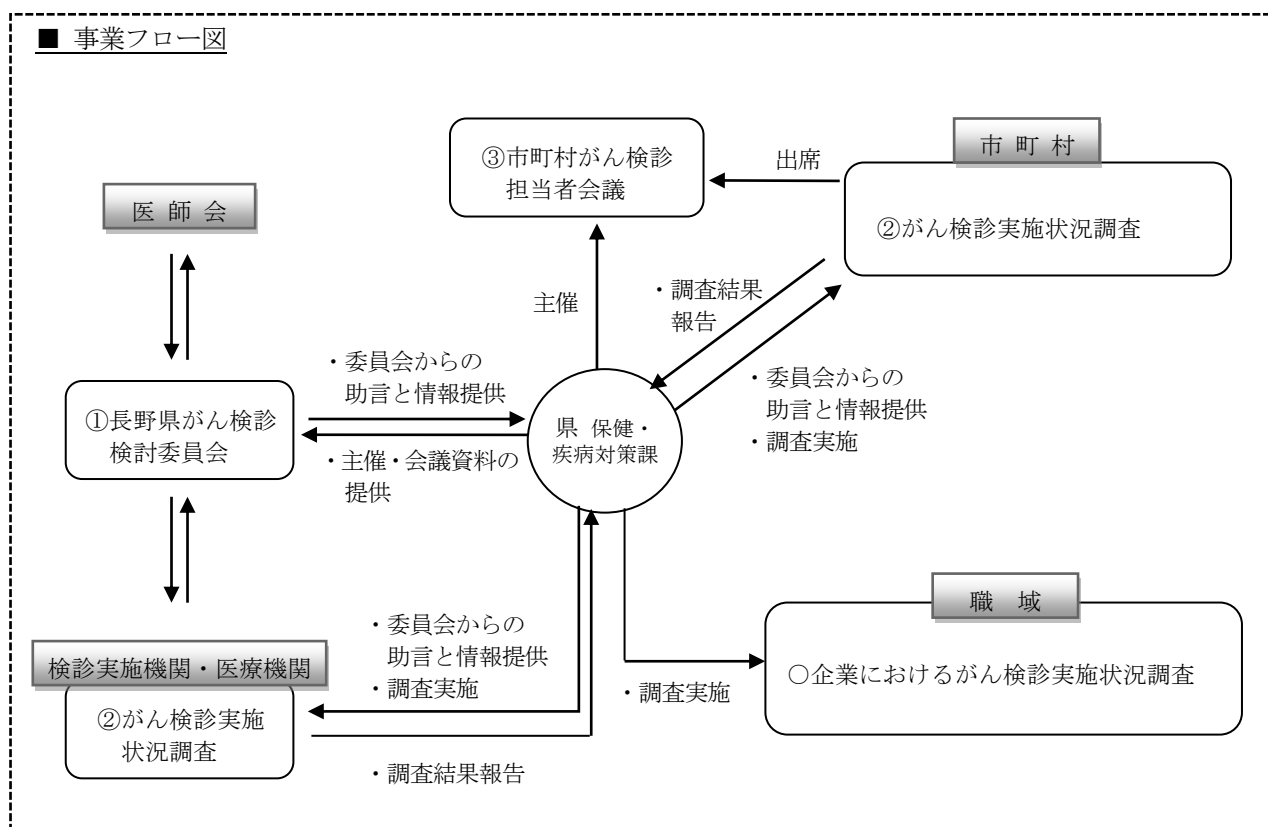 ■ 事業フロー図
市 町 村
③市町村がん検診
担当者会議
出席
②がん検診実施状況調査
医 師 会
主催
・調査結果
報告
・委員会からの
助言と情報提供
①長野県がん検診
検討委員会
・主催・会議資料の
提供
県 保健・
疾病対策課
・委員会からの
助言と情報提供
・調査実施
検診実施機関・医療機関
②がん検診実施
状況調査
・委員会からの
助言と情報提供
・調査実施
・調査結果報告
職 域
・調査実施
○企業におけるがん検診実施状況調査